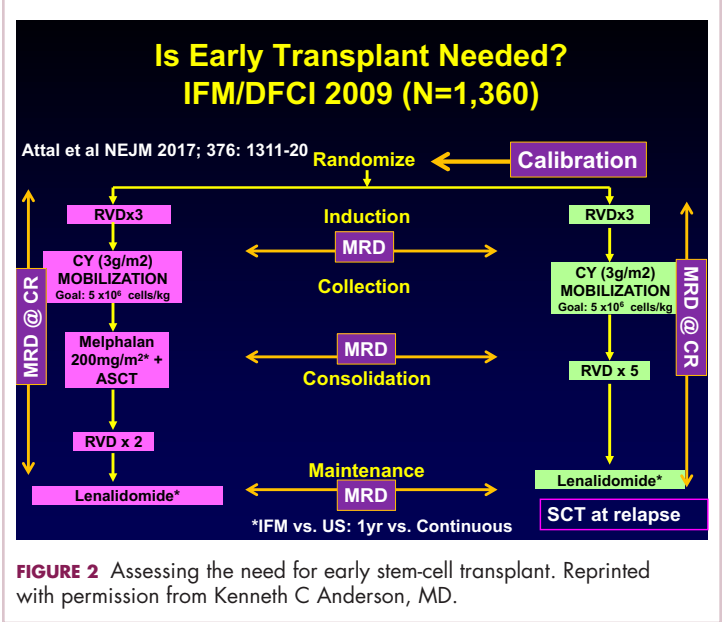 Is Early Transplant Needed?
IFM/DFCI 2009 (N=1,360)
Attal et al NEJM 2017; 376: 1311-20
Randomize
Calibration
RVDx3
CY (3g/m2)
MOBILIZATION
Goal: 5 x10⁶ cells/kg
Melphalan
200mg/m²* +
ASCT
RVD x 2
Lenalidomide*
MRD @ CR
Induction
MRD
Collection
MRD
Consolidation
Maintenance
MRD
*IFM vs. US: 1yr vs. Continuous
RVDx3
CY (3g/m2)
MOBILIZATION
Goal: 5 x10⁶ cells/kg
RVD x 5
Lenalidomide*
SCT at relapse
MRD @ CR
FIGURE 2 Assessing the need for early stem-cell transplant. Reprinted
with permission from Kenneth C Anderson, MD.